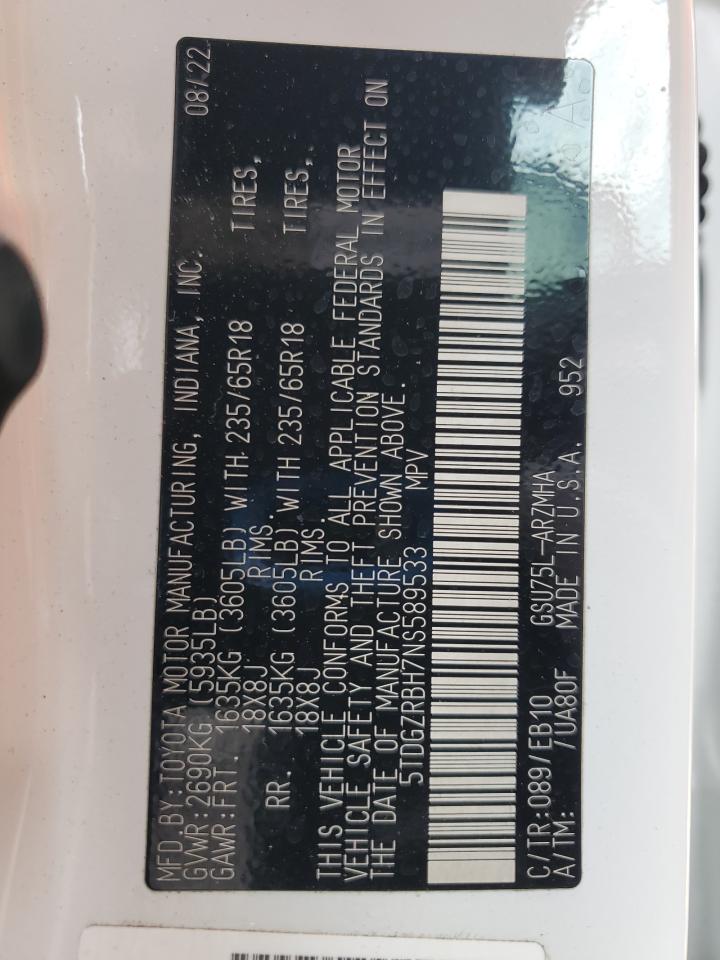 MFD.BY:TOYOTA MOTOR MANUFACTURING, INDIANA, INC. 08/22
GVWR:2690KG (5935LB)
GAWR:FRT. 1635KG (3605LB) WITH 235/65R18 TIRES,
18X8J RIMS.
RR. 1635KG (3605LB) WITH 235/65R18 TIRES,
18X8J RIMS
THIS VEHICLE CONFORMS TO ALL APPLICABLE FEDERAL MOTOR
VEHICLE SAFETY AND THEFT PREVENTION STANDARDS IN EFFECT ON
THE DATE OF MANUFACTURE SHOWN ABOVE.
5TDGZRBH7NS589533 MPV
C/TR:089/EB10 GSU75L-ARZMHA
A/TM: /UA80F MADE IN U.S.A. 952